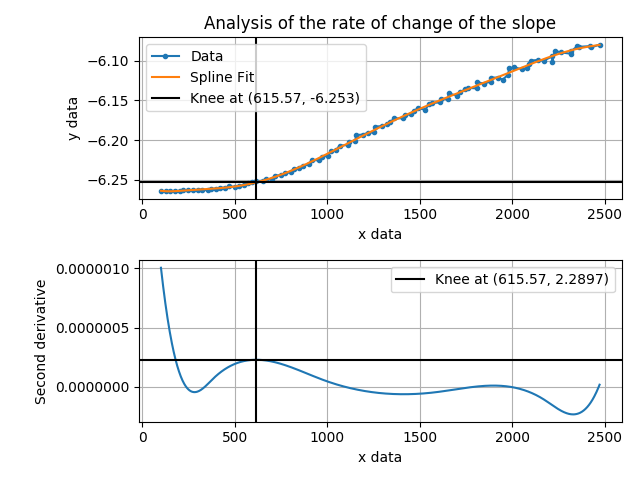 Analysis of the rate of change of the slope
Data
Spline Fit
Knee at (615.57, -6.253)
y data
−6.10
−6.15
−6.20
−6.25
0 500 1000 1500 2000 2500
x data
Knee at (615.57, 2.2897)
Second derivative
0.0000010
0.0000005
0.0000000
0 500 1000 1500 2000 2500
x data